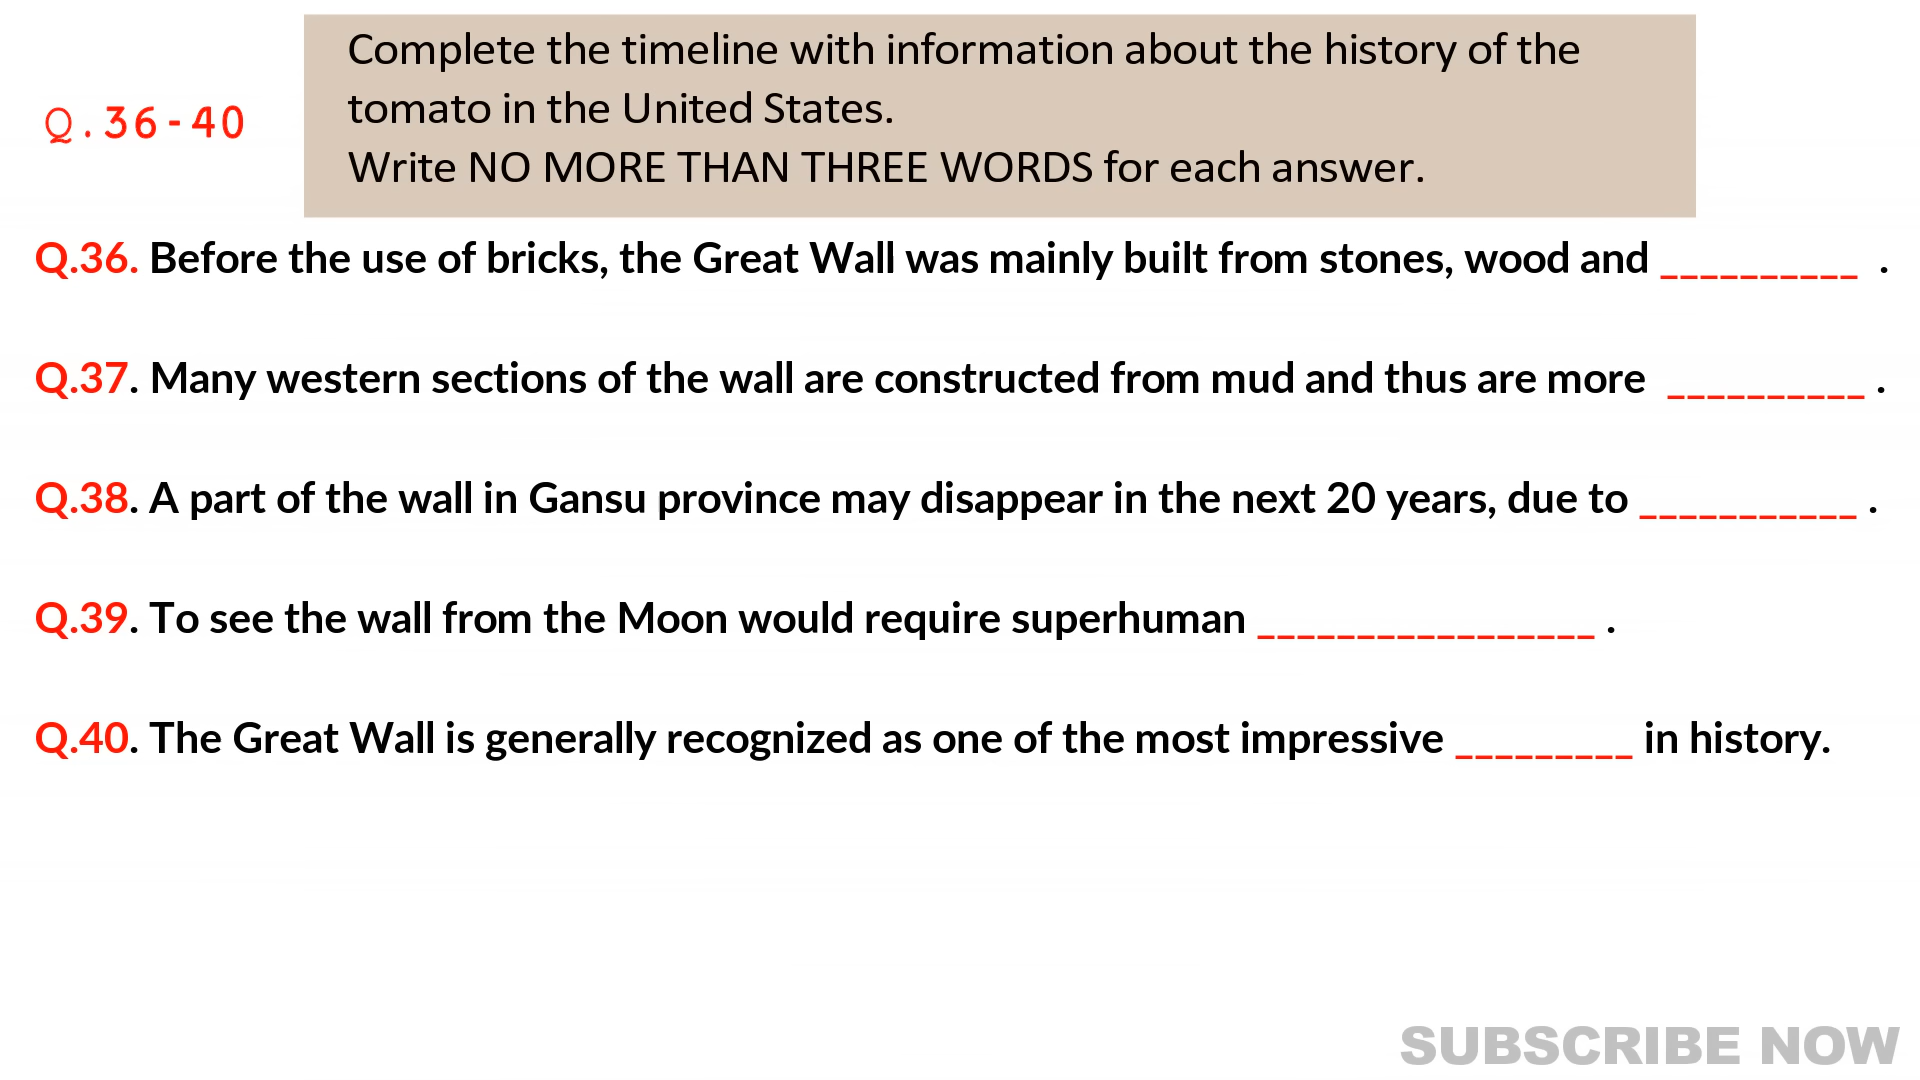 Complete the timeline with information about the history of the
tomato in the United States.
Write NO MORE THAN THREE WORDS for each answer.
Q.36-40
Q.36. Before the use of bricks, the Great Wall was mainly built from stones, wood and __________ .
Q.37. Many western sections of the wall are constructed from mud and thus are more __________ .
Q.38. A part of the wall in Gansu province may disappear in the next 20 years, due to ___________ .
Q.39. To see the wall from the Moon would require superhuman _________________ .
Q.40. The Great Wall is generally recognized as one of the most impressive _________ in history.
SUBSCRIBE NOW